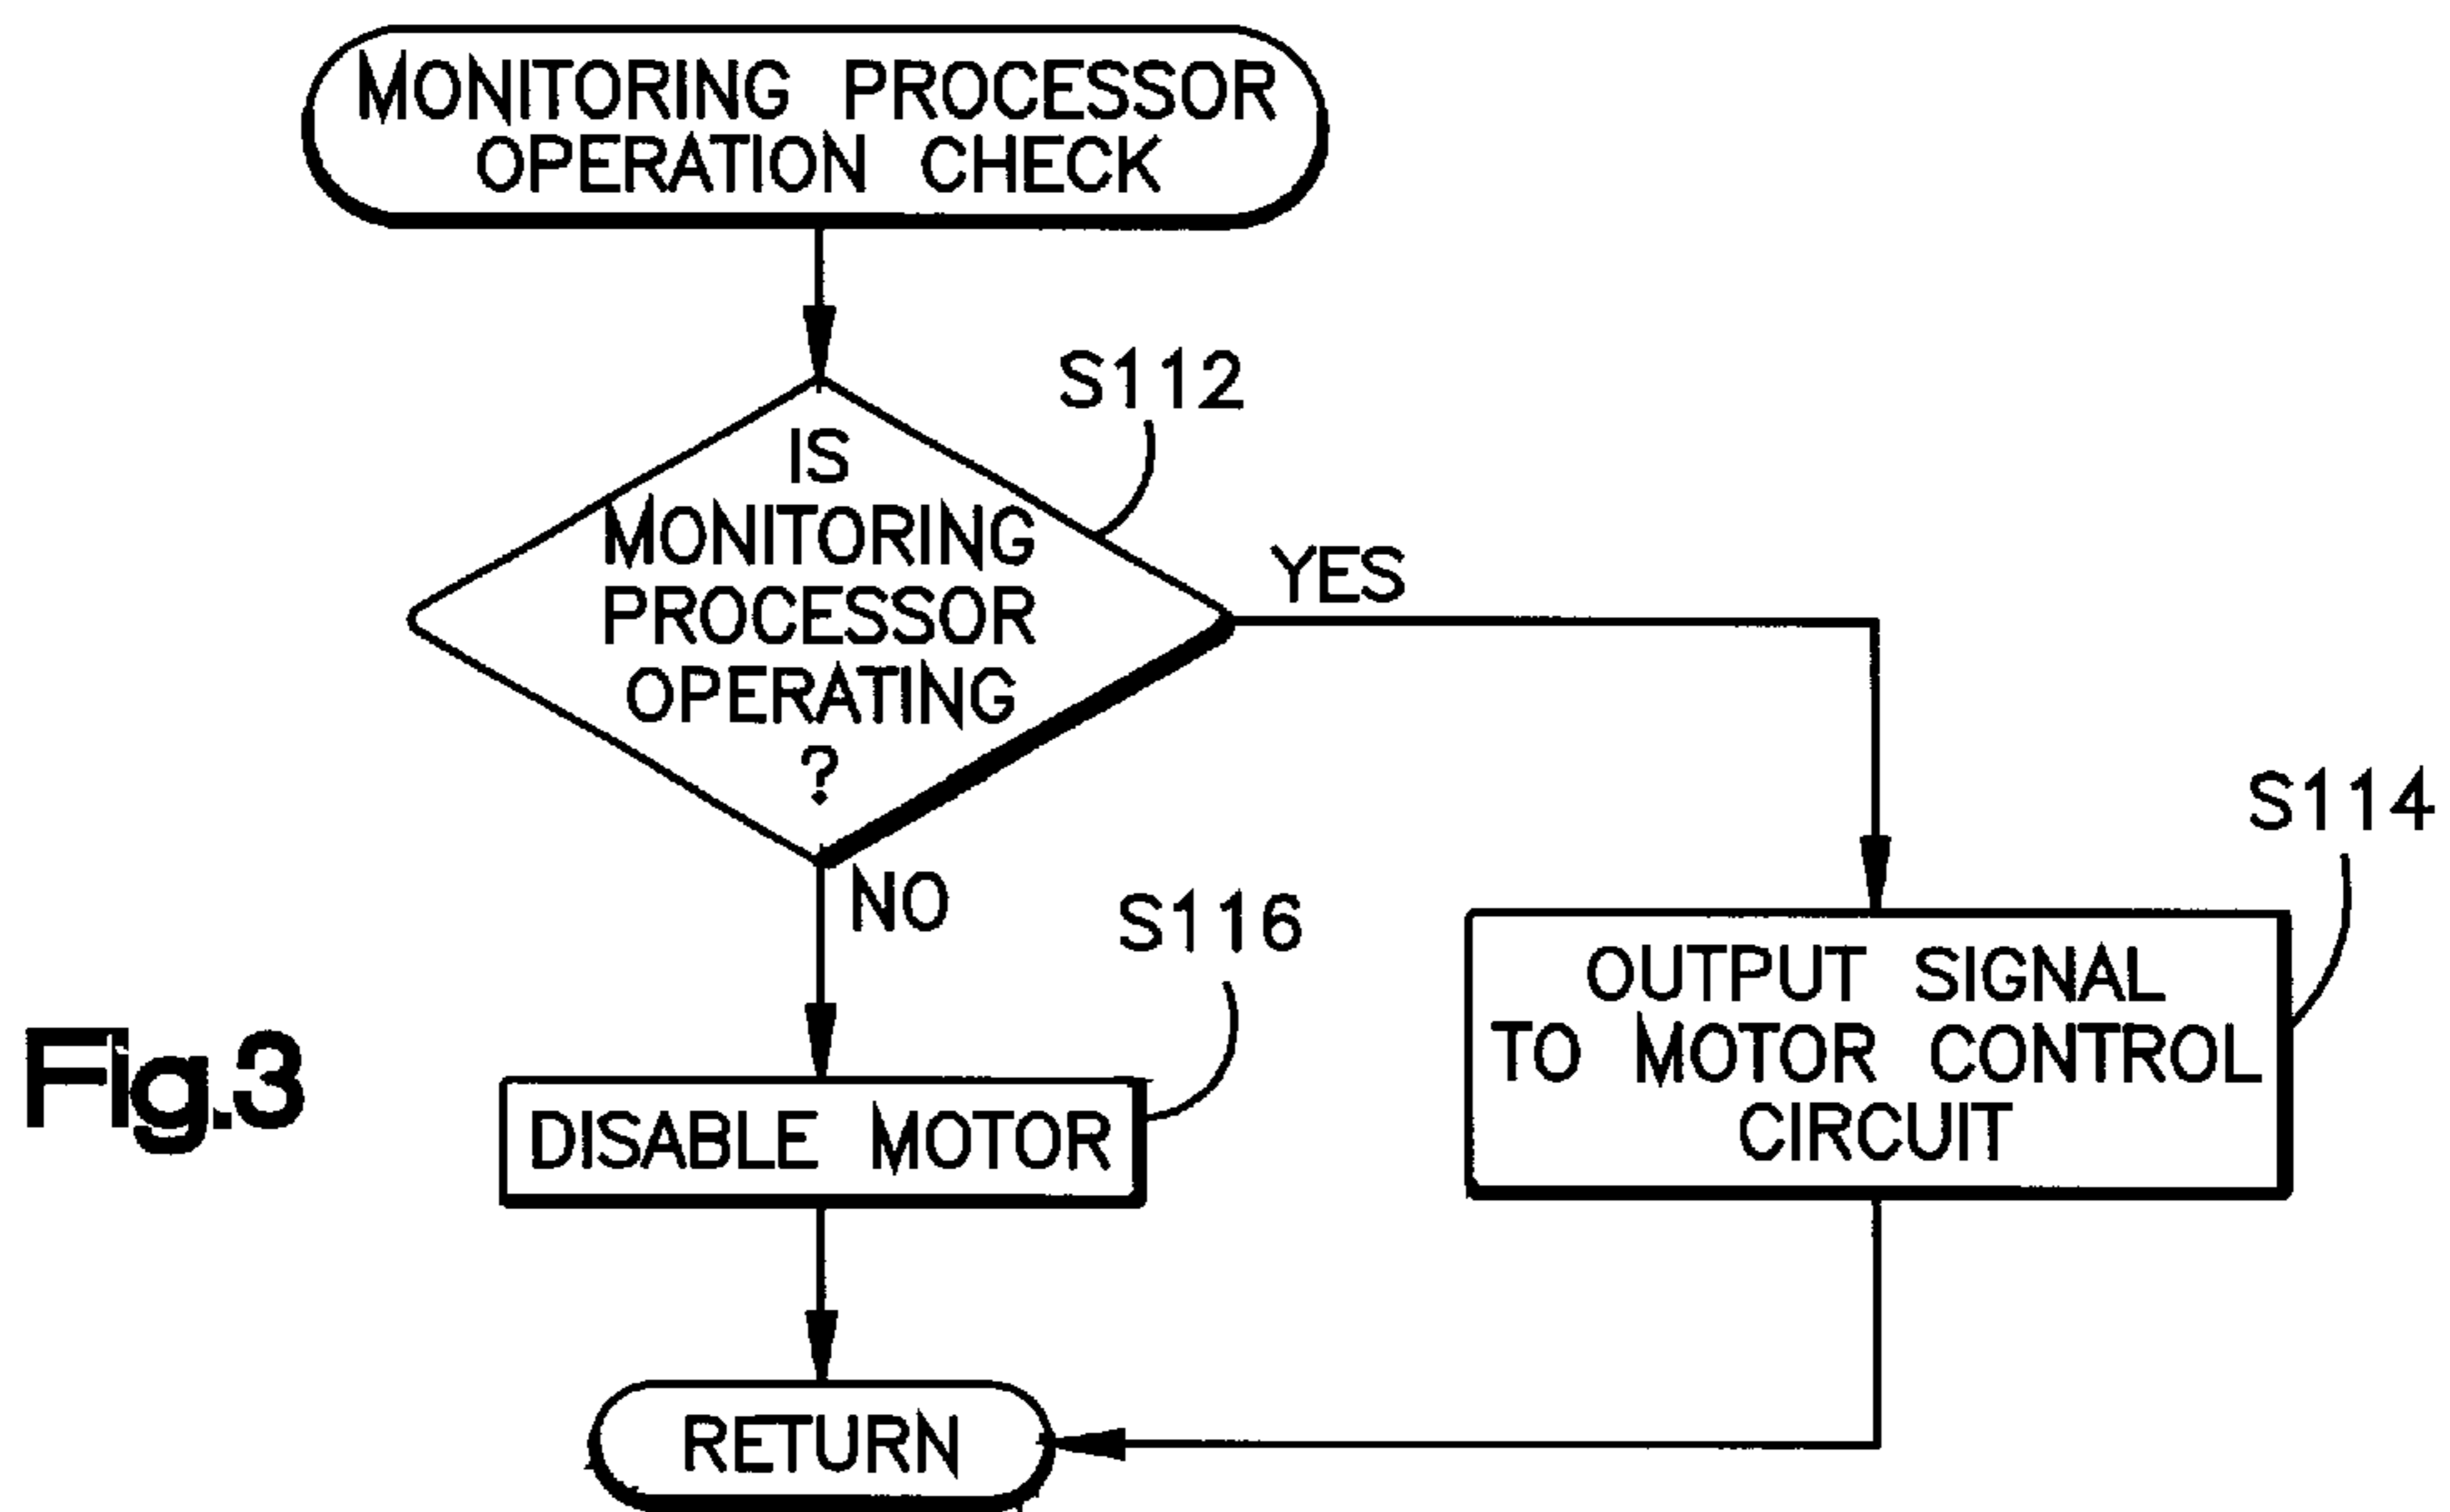 MONITORING PROCESSOR
OPERATION CHECK
S112
IS
MONITORING
PROCESSOR
OPERATING
?
YES
NO
S114
S116
OUTPUT SIGNAL
TO MOTOR CONTROL
CIRCUIT
Fig.3
DISABLE MOTOR
RETURN